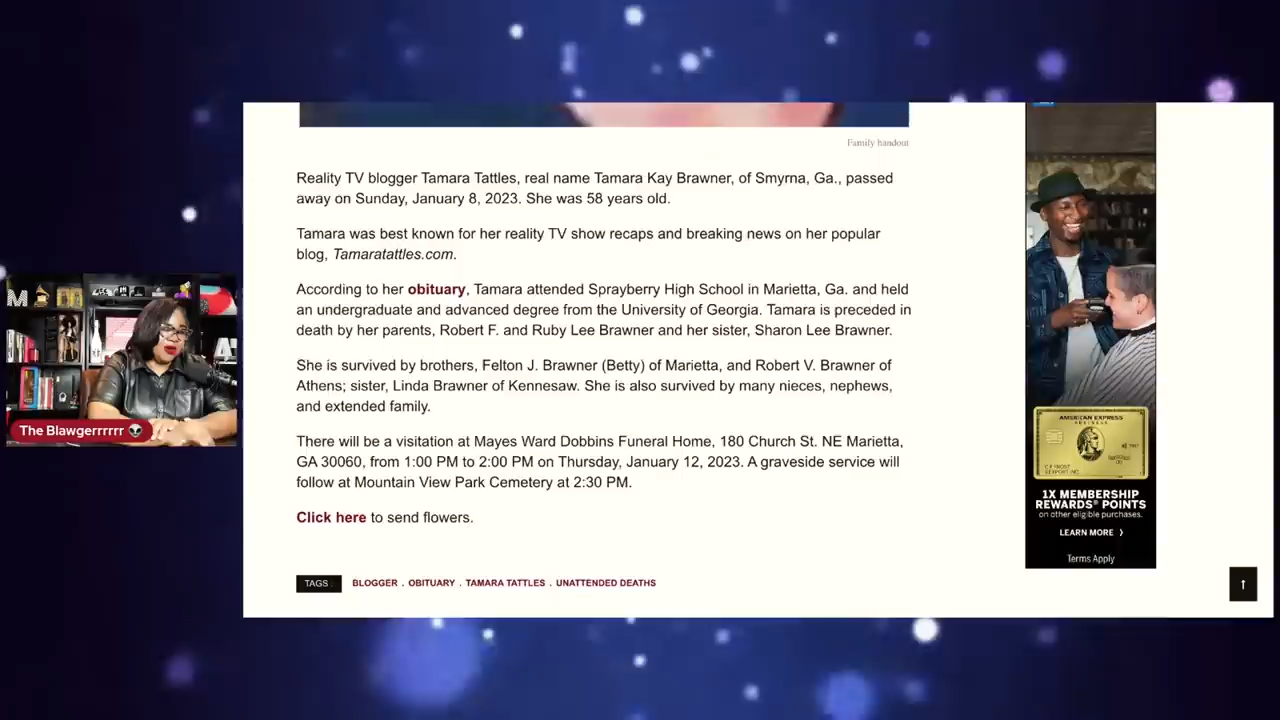 Family handout
Reality TV blogger Tamara Tattles, real name Tamara Kay Brawner, of Smyrna, Ga., passed
away on Sunday, January 8, 2023. She was 58 years old.
Tamara was best known for her reality TV show recaps and breaking news on her popular
blog, Tamaratattles.com.
According to her obituary, Tamara attended Sprayberry High School in Marietta, Ga. and held
an undergraduate and advanced degree from the University of Georgia. Tamara is preceded in
death by her parents, Robert F. and Ruby Lee Brawner and her sister, Sharon Lee Brawner.
She is survived by brothers, Felton J. Brawner (Betty) of Marietta, and Robert V. Brawner of
Athens; sister, Linda Brawner of Kennesaw. She is also survived by many nieces, nephews,
and extended family.
There will be a visitation at Mayes Ward Dobbins Funeral Home, 180 Church St. NE Marietta,
GA 30060, from 1:00 PM to 2:00 PM on Thursday, January 12, 2023. A graveside service will
follow at Mountain View Park Cemetery at 2:30 PM.
Click here to send flowers.
TAGS
BLOGGER . OBITUARY . TAMARA TATTLES . UNATTENDED DEATHS
The Blawgerrrrrr 👽
M
AMERICAN EXPRESS
BUSINESS
C F FROST
1X MEMBERSHIP
REWARDS® POINTS
on other eligible purchases.
LEARN MORE ❯
Terms Apply
↑